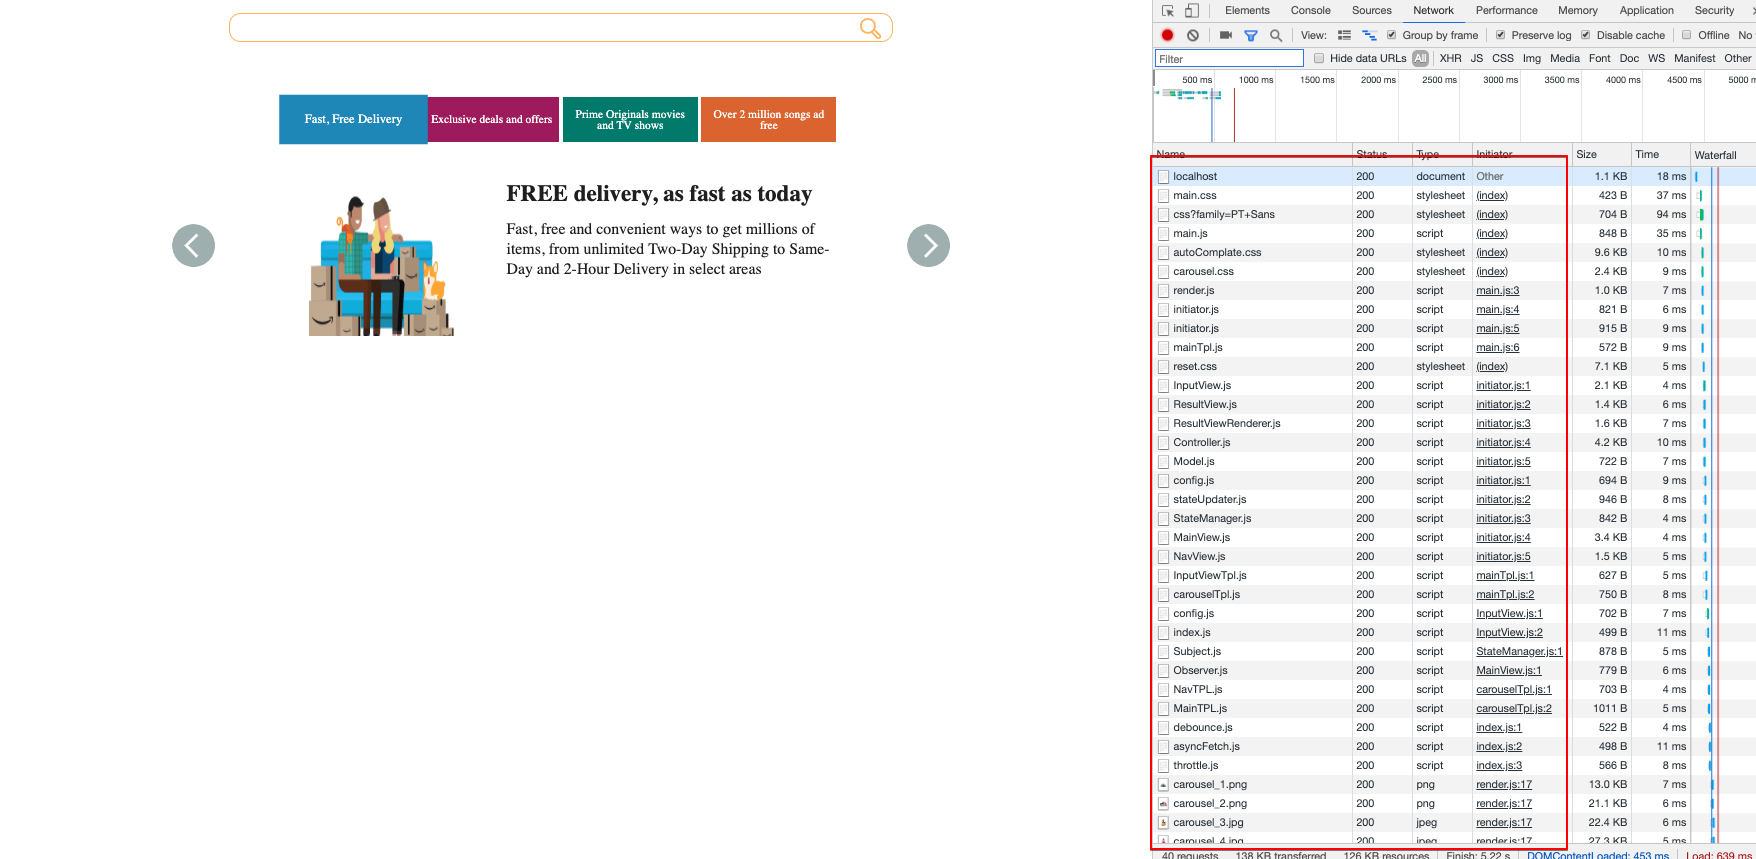 Fast, Free Delivery
Exclusive deals and offers
Prime Originals movies
and TV shows
Over 2 million songs ad
free
FREE delivery, as fast as today
Fast, free and convenient ways to get millions of
items, from unlimited Two-Day Shipping to Same-
Day and 2-Hour Delivery in select areas
Elements Console Sources Network Performance Memory Application Security
View: Group by frame Preserve log Disable cache Offline No
Filter Hide data URLs All XHR JS CSS Img Media Font Doc WS Manifest Other
500 ms 1000 ms 1500 ms 2000 ms 2500 ms 3000 ms 3500 ms 4000 ms 4500 ms 5000 m
Name Status Type Initiator Size Time Waterfall
localhost 200 document Other 1.1 KB 18 ms
main.css 200 stylesheet (index) 423 B 37 ms
css?family=PT+Sans 200 stylesheet (index) 704 B 94 ms
main.js 200 script (index) 848 B 35 ms
autoComplate.css 200 stylesheet (index) 9.6 KB 10 ms
carousel.css 200 stylesheet (index) 2.4 KB 9 ms
render.js 200 script main.js:3 1.0 KB 7 ms
initiator.js 200 script main.js:4 821 B 6 ms
initiator.js 200 script main.js:5 915 B 9 ms
mainTpl.js 200 script main.js:6 572 B 9 ms
reset.css 200 stylesheet (index) 7.1 KB 5 ms
InputView.js 200 script initiator.js:1 2.1 KB 4 ms
ResultView.js 200 script initiator.js:2 1.4 KB 6 ms
ResultViewRenderer.js 200 script initiator.js:3 1.6 KB 7 ms
Controller.js 200 script initiator.js:4 4.2 KB 10 ms
Model.js 200 script initiator.js:5 722 B 7 ms
config.js 200 script initiator.js:1 694 B 9 ms
stateUpdater.js 200 script initiator.js:2 946 B 8 ms
StateManager.js 200 script initiator.js:3 842 B 4 ms
MainView.js 200 script initiator.js:4 3.4 KB 4 ms
NavView.js 200 script initiator.js:5 1.5 KB 5 ms
InputViewTpl.js 200 script mainTpl.js:1 627 B 5 ms
carouselTpl.js 200 script mainTpl.js:2 750 B 8 ms
config.js 200 script InputView.js:1 702 B 7 ms
index.js 200 script InputView.js:2 499 B 11 ms
Subject.js 200 script StateManager.js:1 878 B 5 ms
Observer.js 200 script MainView.js:1 779 B 6 ms
NavTPL.js 200 script carouselTpl.js:1 703 B 4 ms
MainTPL.js 200 script carouselTpl.js:2 1011 B 5 ms
debounce.js 200 script index.js:1 522 B 4 ms
asyncFetch.js 200 script index.js:2 498 B 11 ms
throttle.js 200 script index.js:3 566 B 8 ms
carousel_1.png 200 png render.js:17 13.0 KB 7 ms
carousel_2.png 200 png render.js:17 21.1 KB 6 ms
carousel_3.jpg 200 jpeg render.js:17 22.4 KB 6 ms
carousel_4.jpg 200 jpeg render.js:17 27.3 KB 5 ms
40 requests 138 KB transferred 126 KB resources Finish: 5.22 s DOMContentLoaded: 453 ms Load: 639 ms